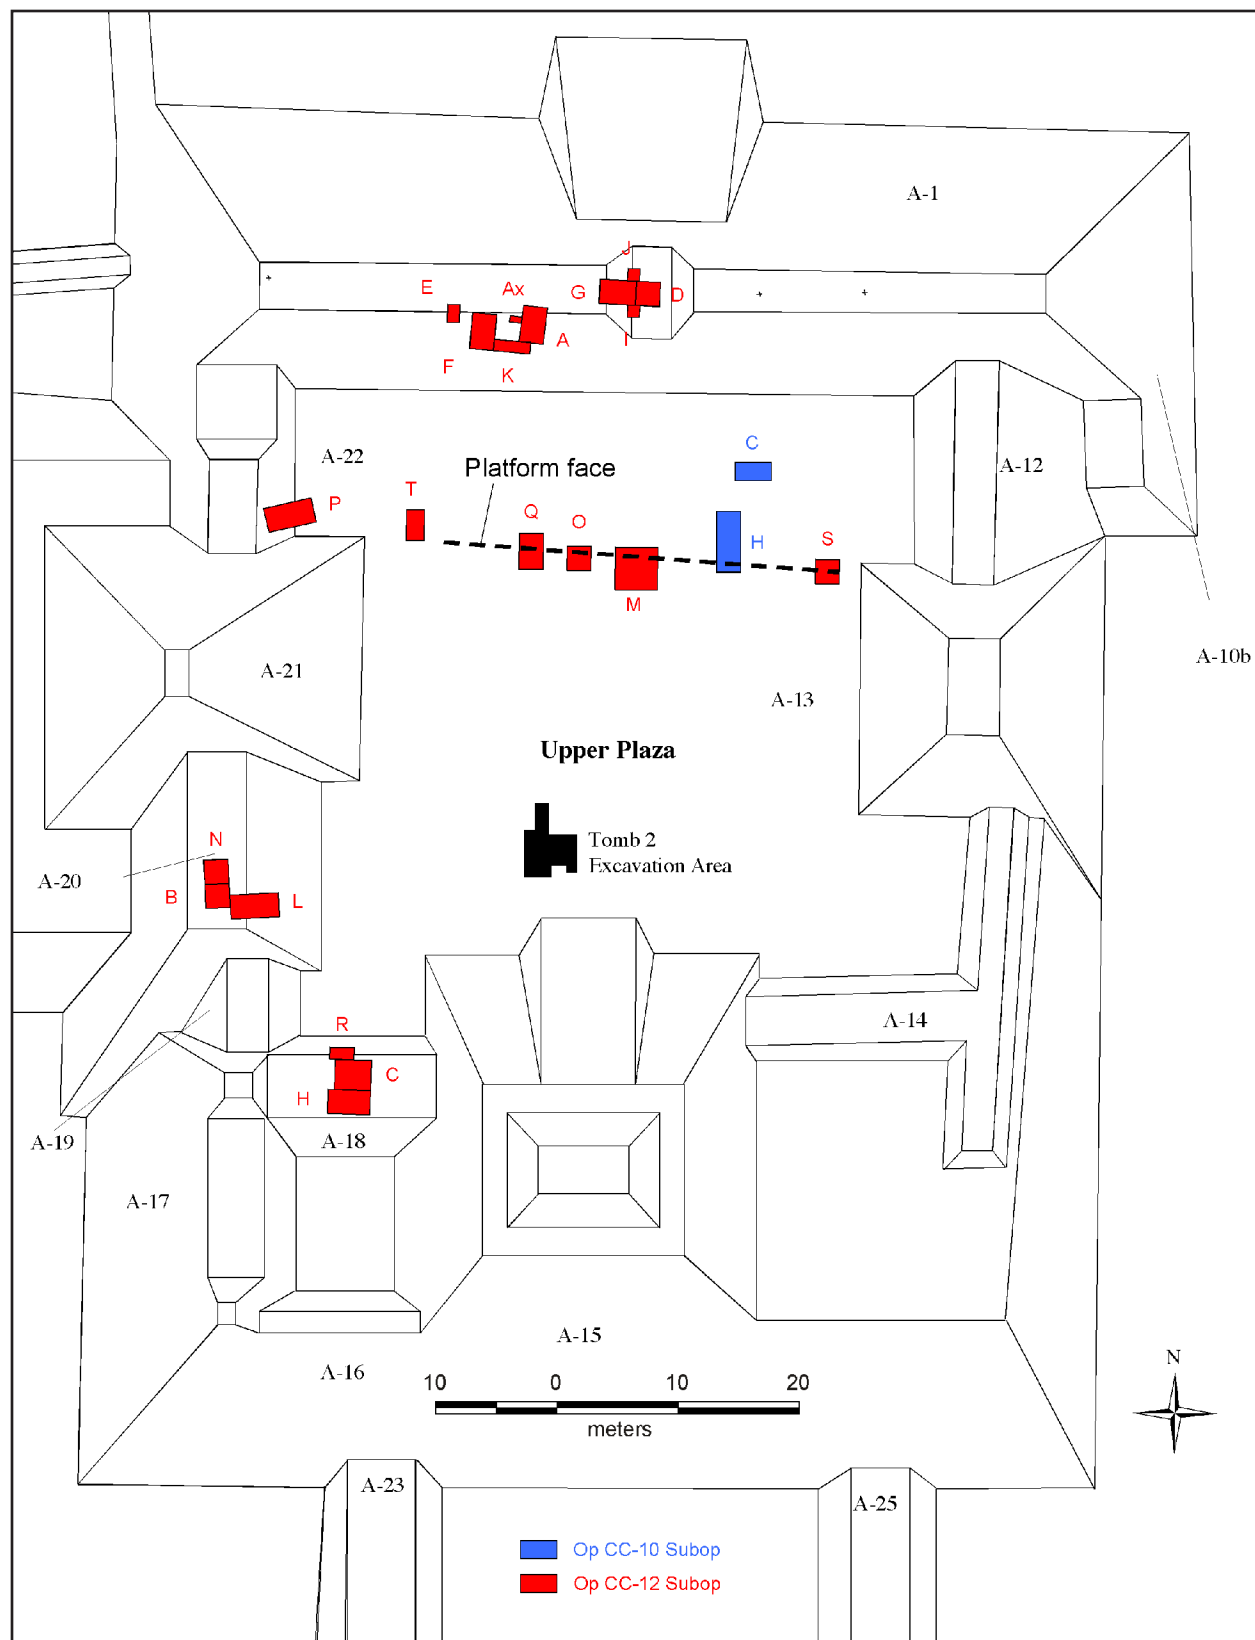 A-1
J
E
Ax
G
D
F
K
A
I
A-22
Platform face
C
A-12
P
T
Q
O
H
S
M
A-21
A-13
A-10b
Upper Plaza
N
Tomb 2
Excavation Area
A-20
B
L
R
A-14
C
H
A-19
A-18
A-17
A-15
A-16
N
10 0 10 20
meters
A-23
A-25
Op CC-10 Subop
Op CC-12 Subop